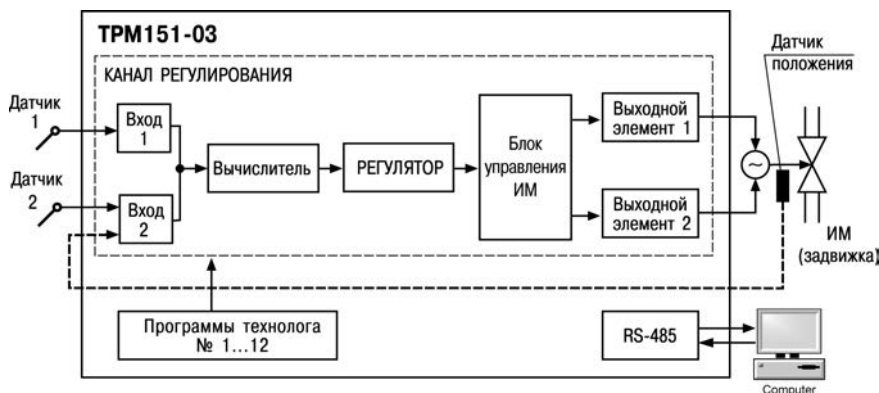 ТРМ151-03
Датчик
положения
КАНАЛ РЕГУЛИРОВАНИЯ
Датчик
1
Вход
1
Выходной
элемент 1
Блок
управления
ИМ
Вычислитель
РЕГУЛЯТОР
Датчик
2
Вход
2
Выходной
элемент 2
ИМ
(задвижка)
Программы технолога
№ 1...12
RS-485
Computer